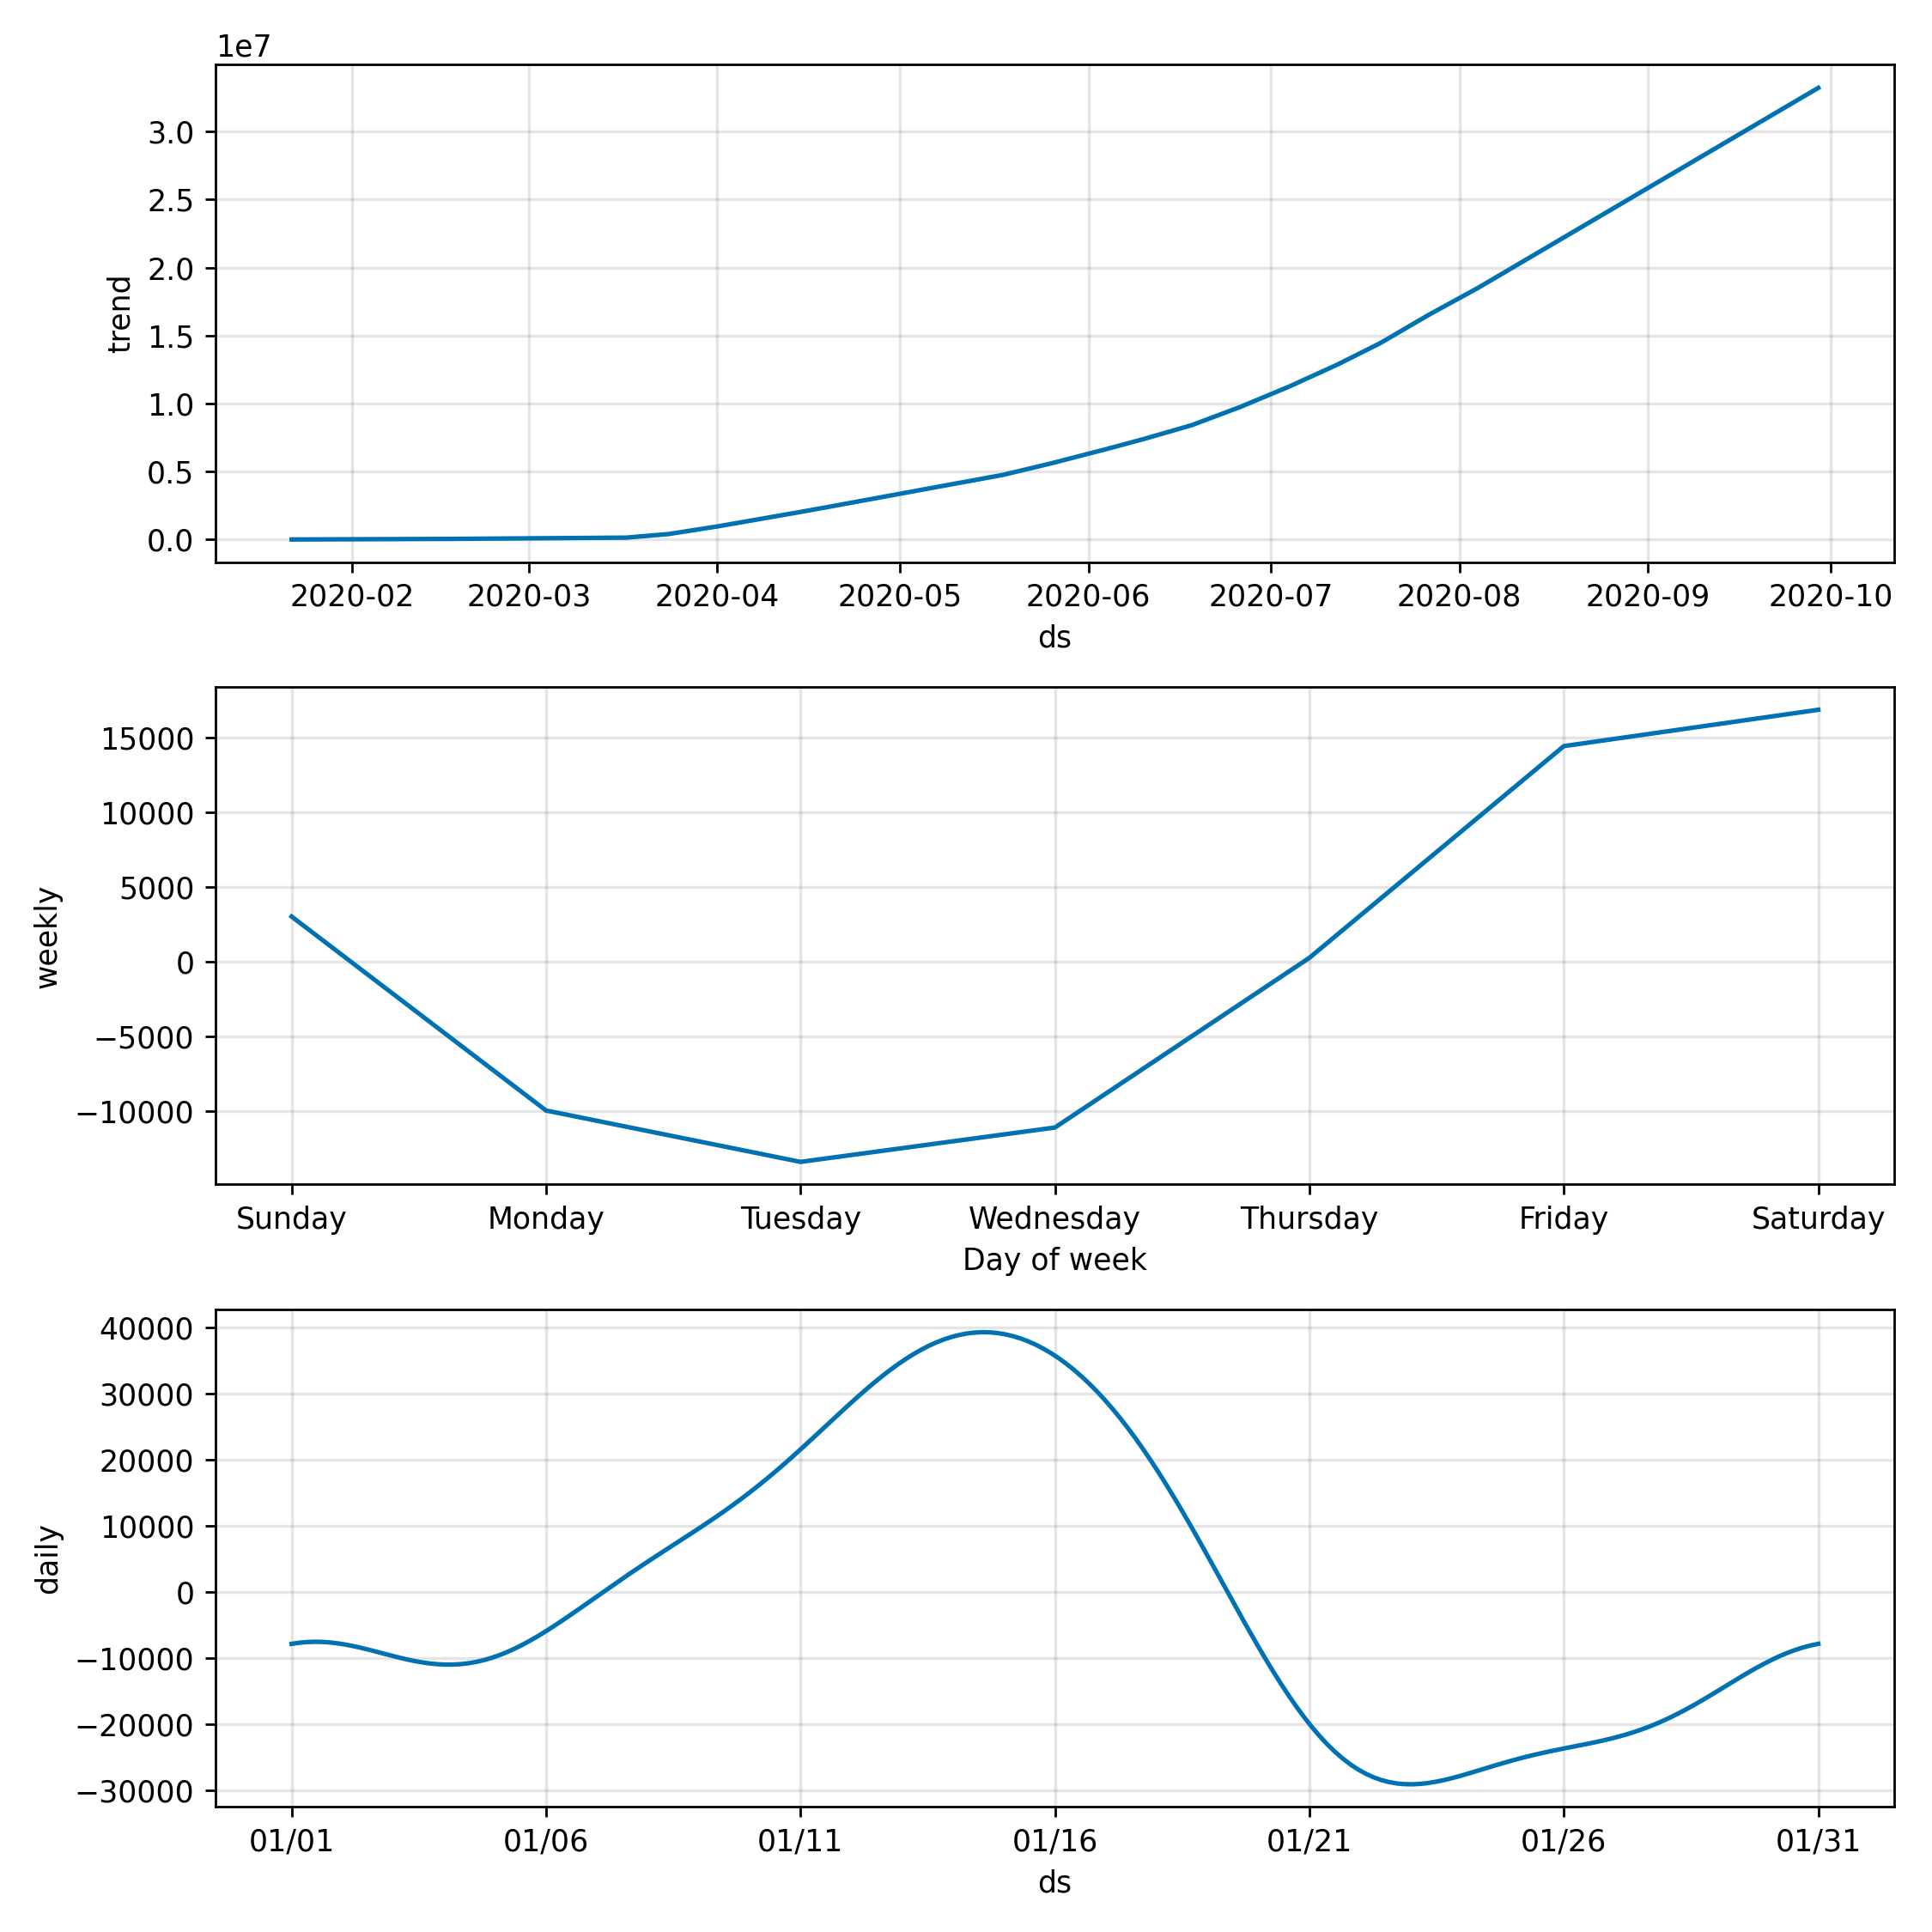 1e7
3.0
2.5
2.0
1.5
1.0
0.5
0.0
trend
2020-02 2020-03 2020-04 2020-05 2020-06 2020-07 2020-08 2020-09 2020-10
ds
15000
10000
5000
0
−5000
−10000
weekly
Sunday Monday Tuesday Wednesday Thursday Friday Saturday
Day of week
40000
30000
20000
10000
0
−10000
−20000
−30000
daily
01/01 01/06 01/11 01/16 01/21 01/26 01/31
ds